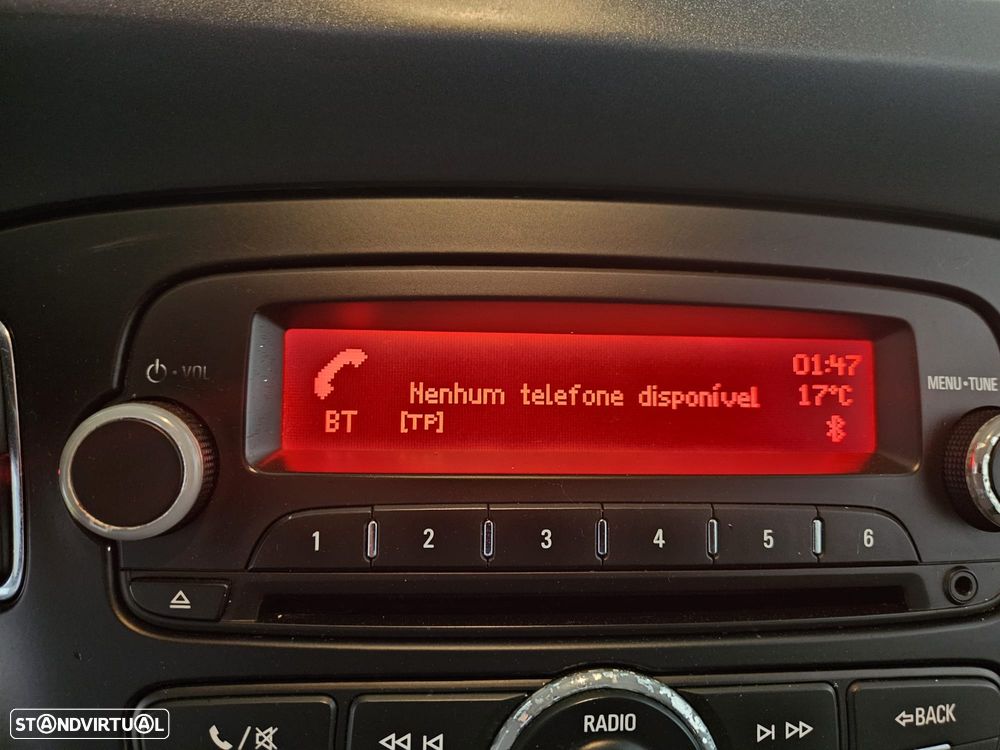 01:47
Nenhum telefone disponível 17°C
BT [TP]
VOL
MENU•TUNE
1 2 3 4 5 6
RADIO
BACK
STANDVIRTUAL